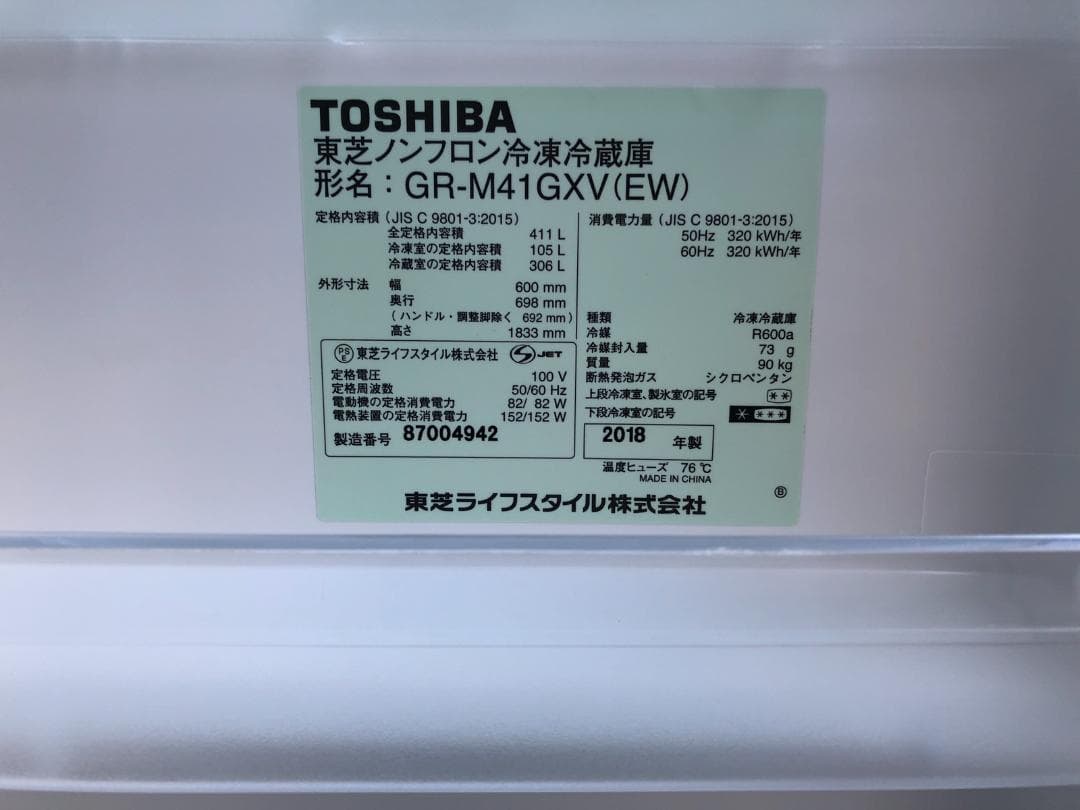 TOSHIBA
東芝ノンフロン冷凍冷蔵庫
形名：GR-M41GXV(EW)
定格内容積（JIS C 9801-3:2015）
全定格内容積 411 L
冷凍室の定格内容積 105 L
冷蔵室の定格内容積 306 L
外形寸法 幅 600 mm
奥行 698 mm
（ハンドル・調整脚除く 692 mm）
高さ 1833 mm
PS E 東芝ライフスタイル株式会社 S JET
定格電圧 100 V
定格周波数 50/60 Hz
電動機の定格消費電力 82/ 82 W
電熱装置の定格消費電力 152/152 W
製造番号 87004942
消費電力量（JIS C 9801-3:2015）
50Hz 320 kWh/年
60Hz 320 kWh/年
種類 冷凍冷蔵庫
冷媒 R600a
冷媒封入量 73 g
質量 90 kg
断熱発泡ガス シクロペンタン
上段冷凍室、製氷室の記号 **
下段冷凍室の記号 * ***
2018 年製
温度ヒューズ 76 ℃
MADE IN CHINA
Ⓑ
東芝ライフスタイル株式会社